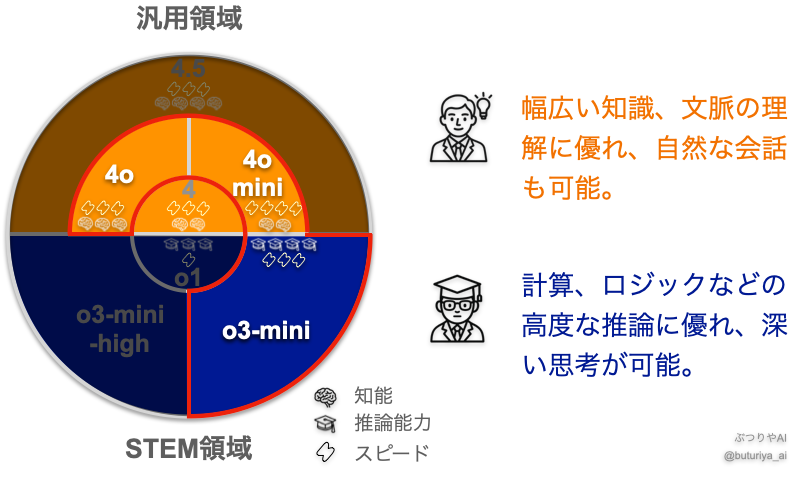 汎用領域
4.5
4o
4o
mini
4
o1
o3-mini
-high
o3-mini
STEM領域
幅広い知識、文脈の理
解に優れ、自然な会話
も可能。
計算、ロジックなどの
高度な推論に優れ、深
い思考が可能。
知能
推論能力
スピード
ぶつりやAI
@buturiya_ai